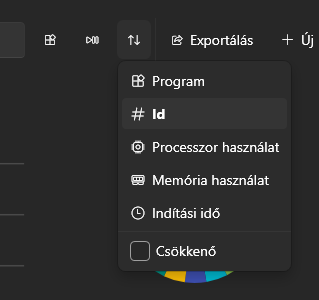 Exportálás
Új
Program
Id
Processzor használat
Memória használat
Indítási idő
Csökkenő